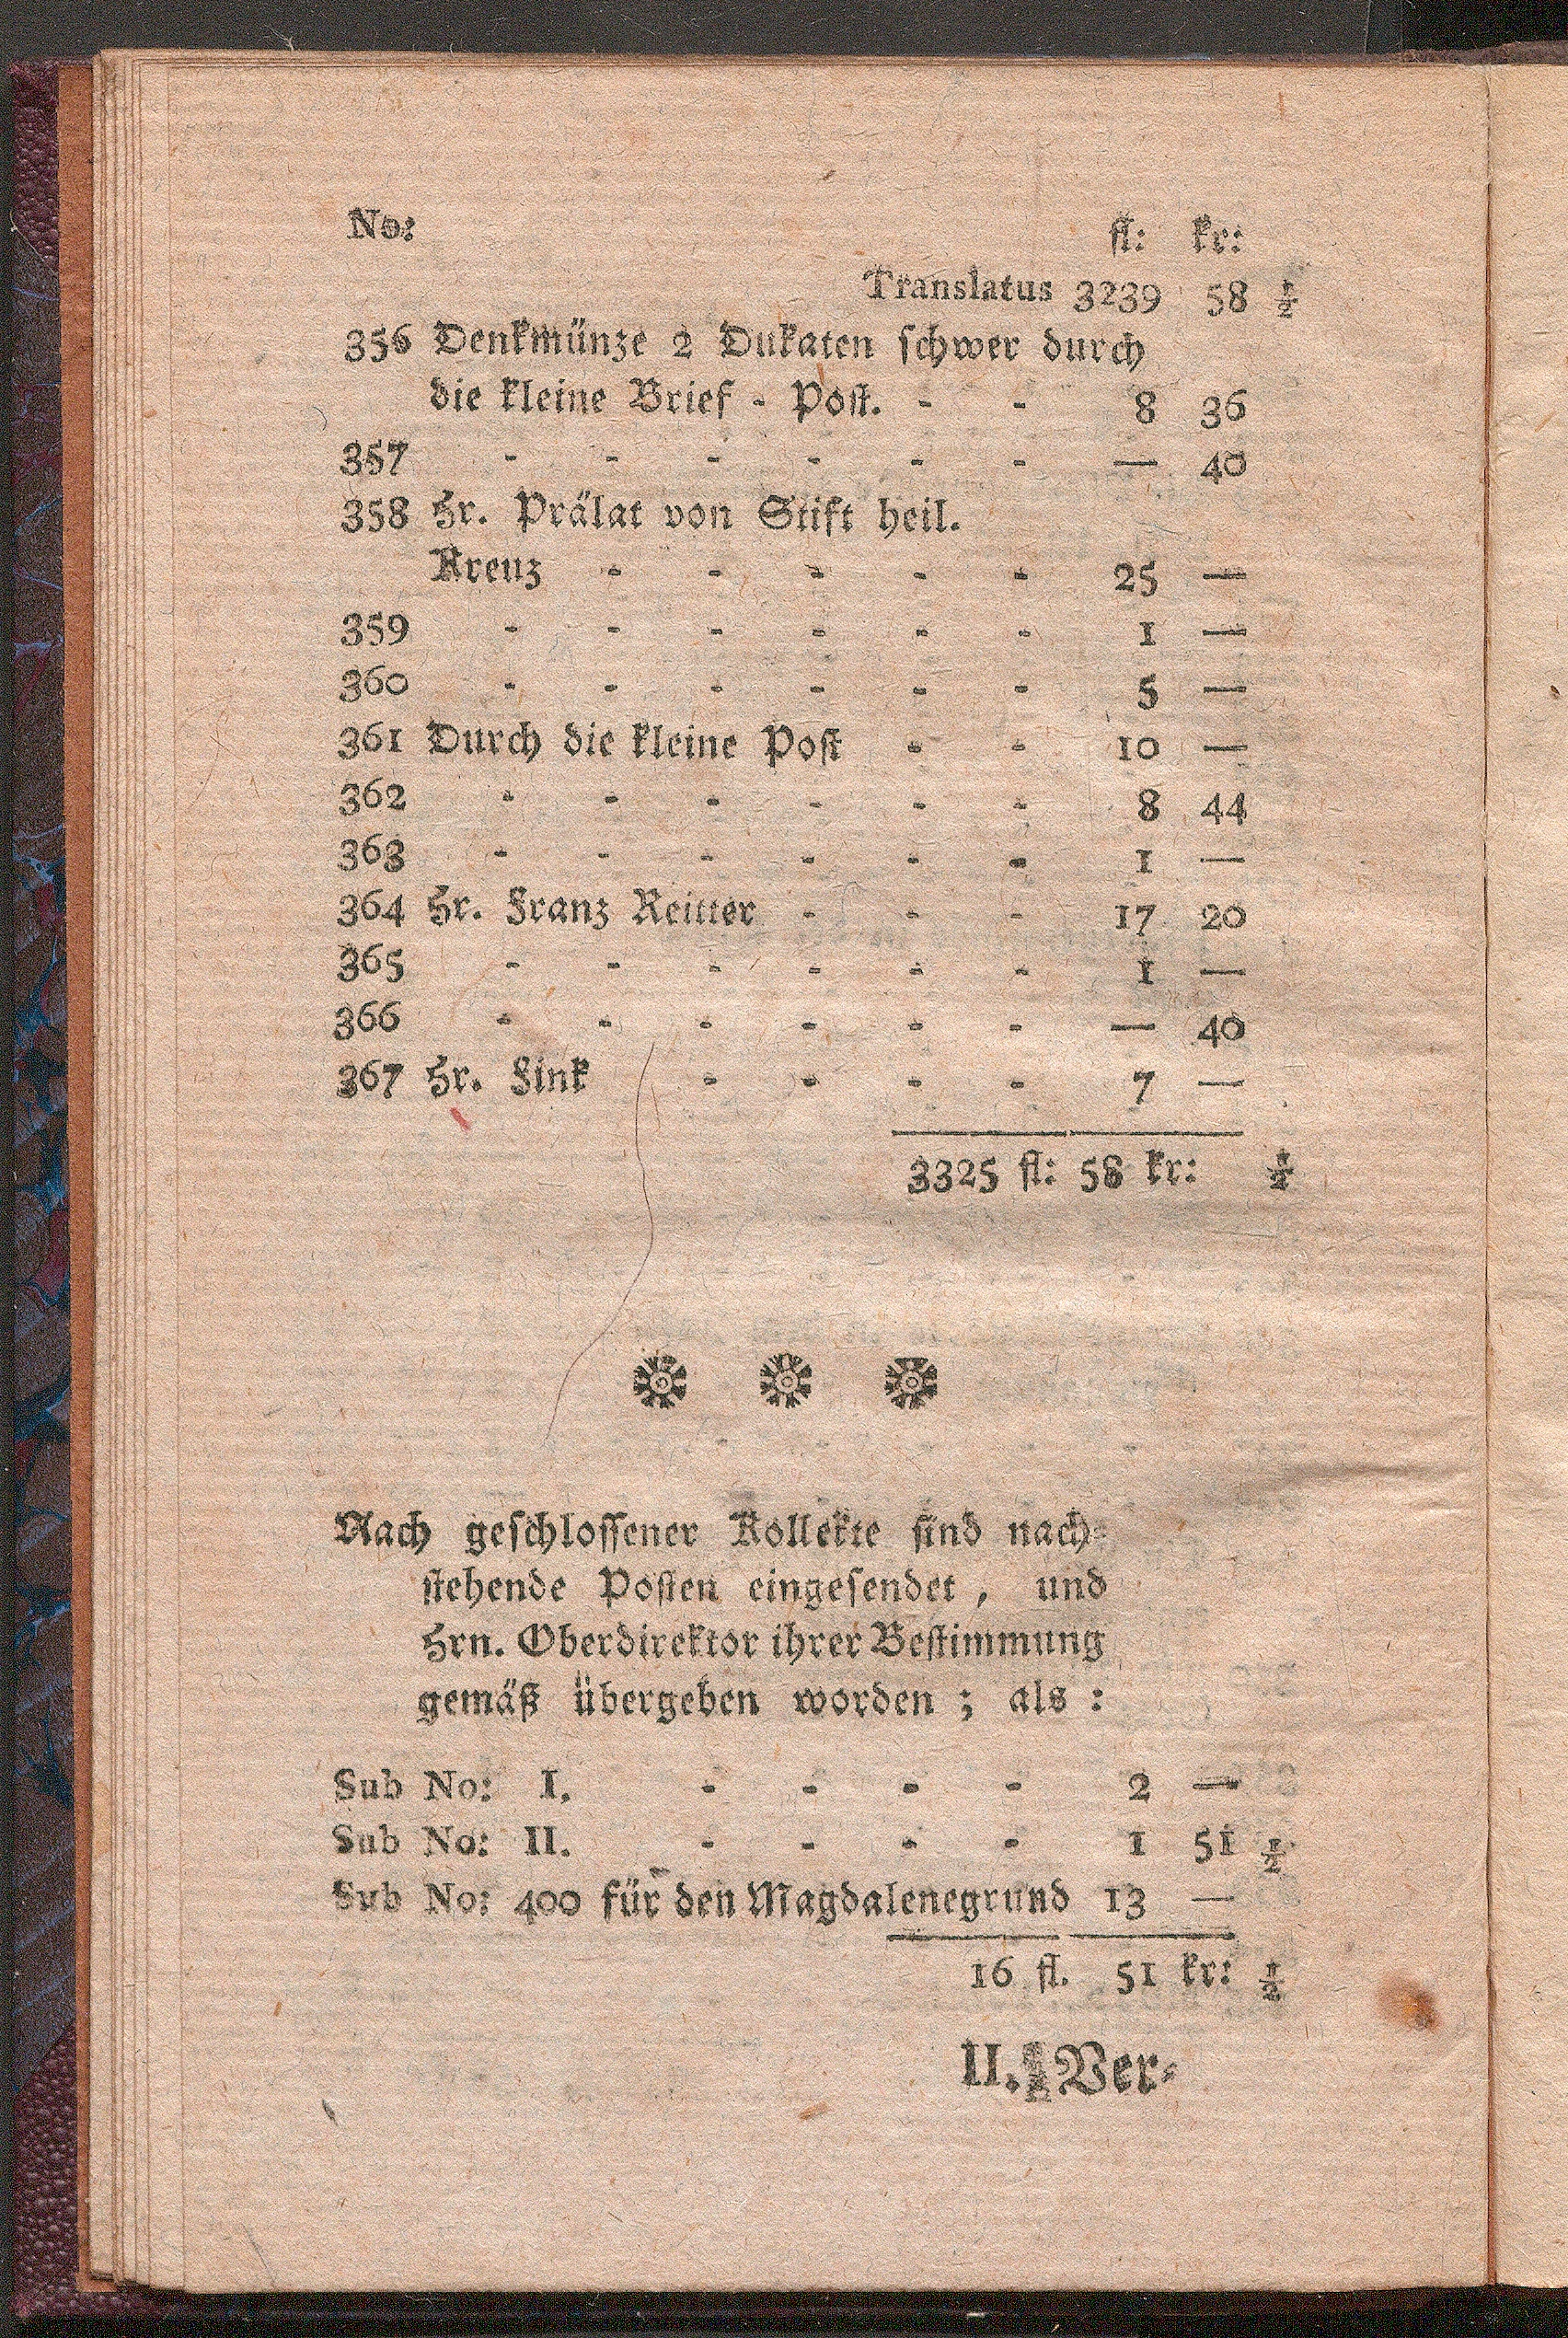 No: fl: kr:
Translatus 3239 58 ½
356 Denkmünze 2 Dukaten schwer durch
die kleine Brief - Post. - - 8 36
357 - - - - - - — 40
358 Hr. Prälat von Stift heil.
Kreuz - - - - - 25 —
359 - - - - - - 1 —
360 - - - - - - 5 —
361 Durch die kleine Post - - 10 —
362 - - - - - - 8 44
363 - - - - - - 1 —
364 Hr. Franz Reitter - - - 17 20
365 - - - - - - 1 —
366 - - - - - - — 40
367 Hr. Fink - - - - 7 —
3325 fl: 58 kr: ½
Nach geschlossener Kollekte sind nach-
stehende Posten eingesendet, und
Hrn. Oberdirektor ihrer Bestimmung
gemäß übergeben worden; als:
Sub No: I. - - - - 2 —
Sub No: II. - - - - 1 51 ½
Sub No: 400 für den Magdalenegrund 13 —
16 fl. 51 kr: ½
II. Ver-